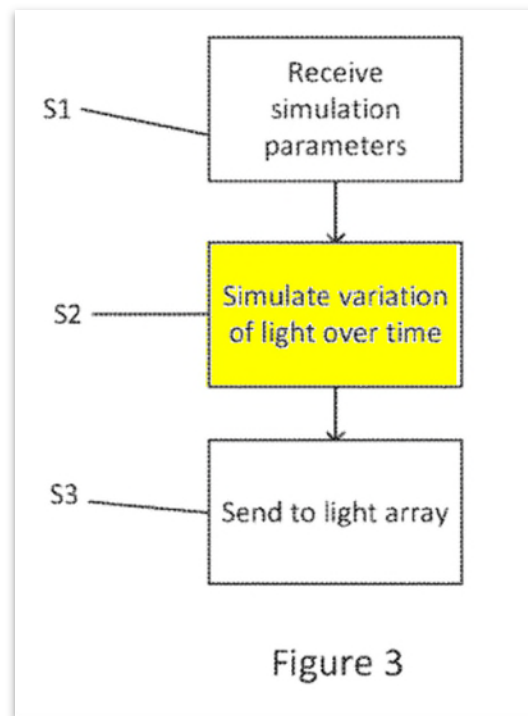 Receive
simulation
parameters
S1
Simulate variation
of light over time
S2
Send to light array
S3
Figure 3